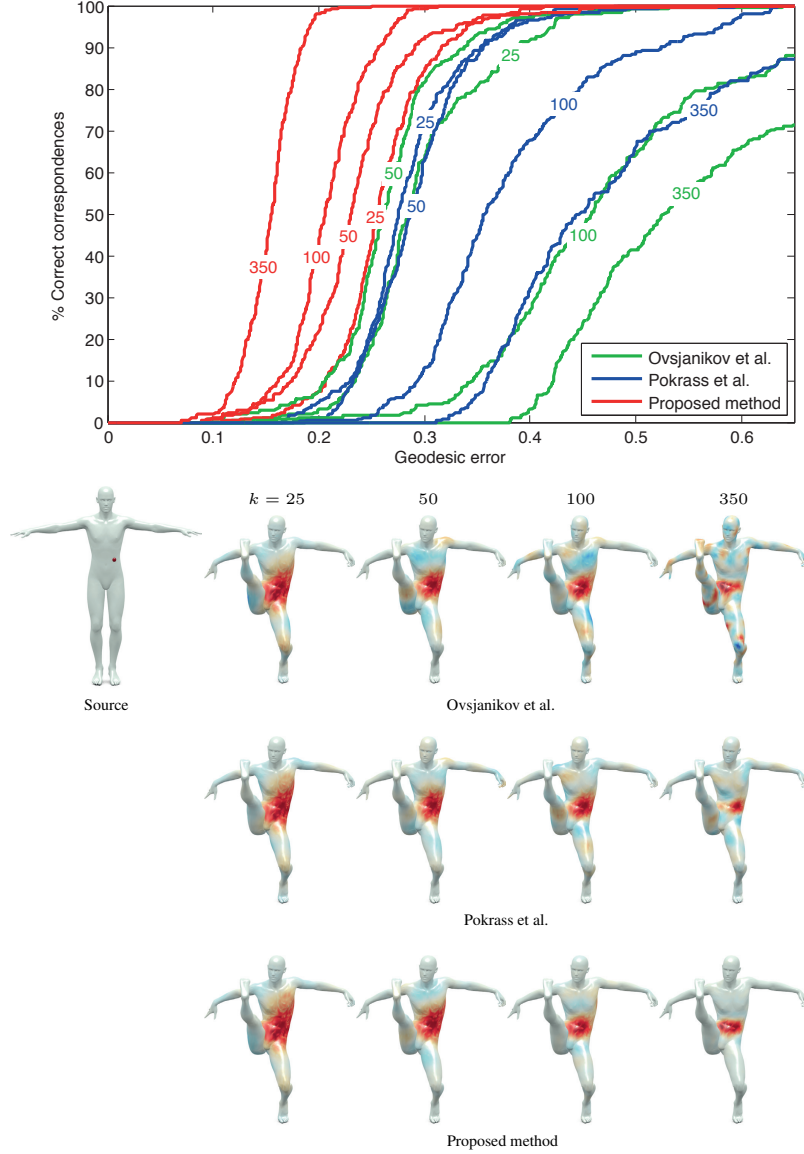 100
90
80
70
60
50
40
30
20
10
0
% Correct correspondences
25
100
25
350
50
25
50
350
50
100
100
350
Ovsjanikov et al.
Pokrass et al.
Proposed method
0 0.1 0.2 0.3 0.4 0.5 0.6
Geodesic error
k = 25 50 100 350
Source
Ovsjanikov et al.
Pokrass et al.
Proposed method